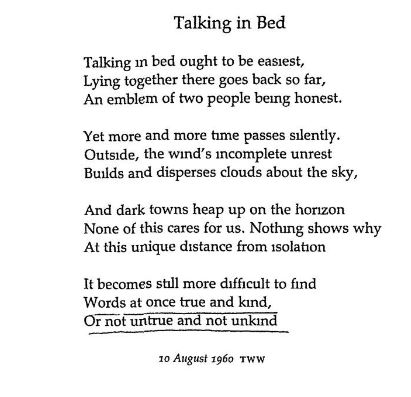 Talking in Bed
Talking in bed ought to be easiest,
Lying together there goes back so far,
An emblem of two people being honest.
Yet more and more time passes silently.
Outside, the wind's incomplete unrest
Builds and disperses clouds about the sky,
And dark towns heap up on the horizon
None of this cares for us. Nothing shows why
At this unique distance from isolation
It becomes still more difficult to find
Words at once true and kind,
Or not untrue and not unkind
10 August 1960 TWW